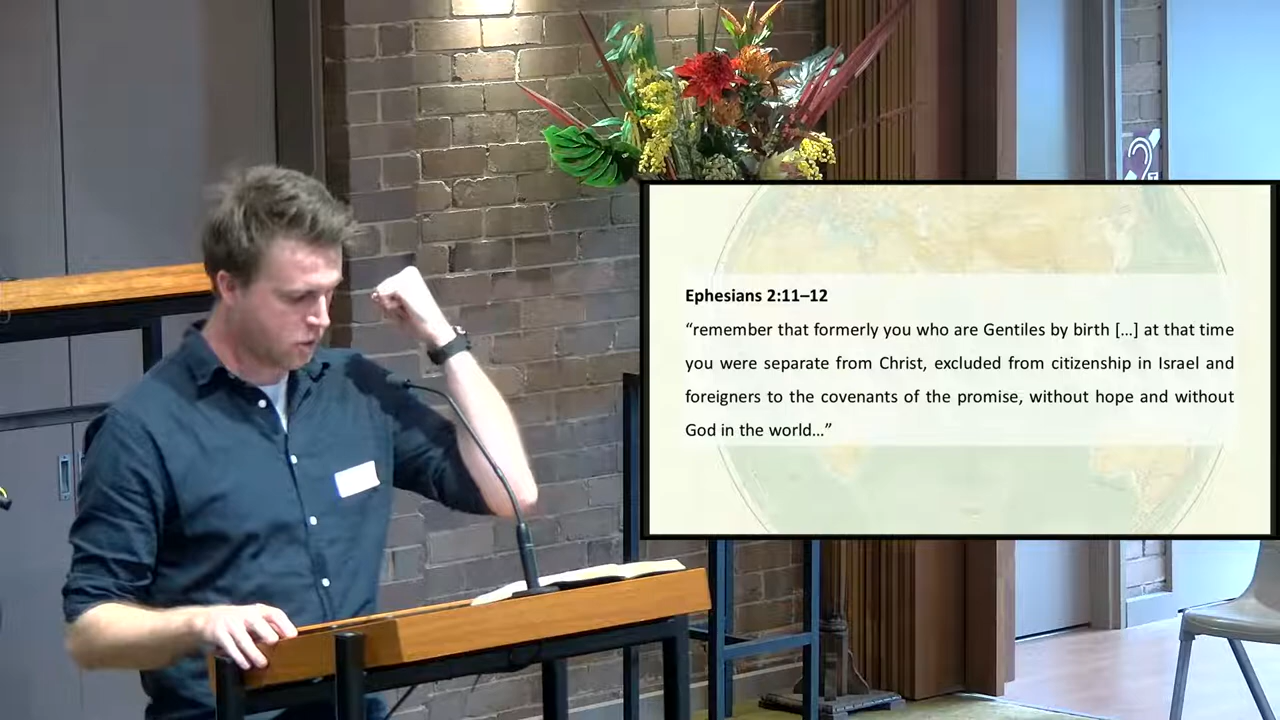 Ephesians 2:11–12
“remember that formerly you who are Gentiles by birth […] at that time
you were separate from Christ, excluded from citizenship in Israel and
foreigners to the covenants of the promise, without hope and without
God in the world…”